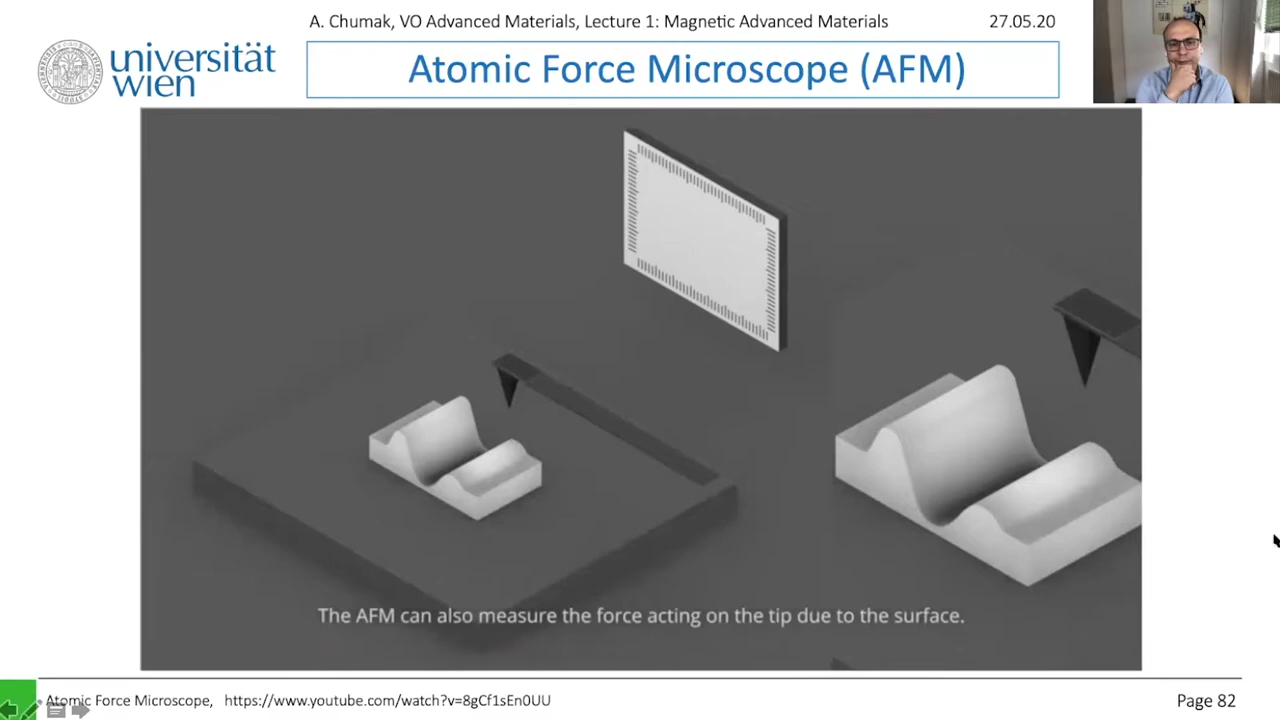 A. Chumak, VO Advanced Materials, Lecture 1: Magnetic Advanced Materials 27.05.20
universität
wien
Atomic Force Microscope (AFM)
The AFM can also measure the force acting on the tip due to the surface.
Atomic Force Microscope, https://www.youtube.com/watch?v=8gCf1sEn0UU
Page 82